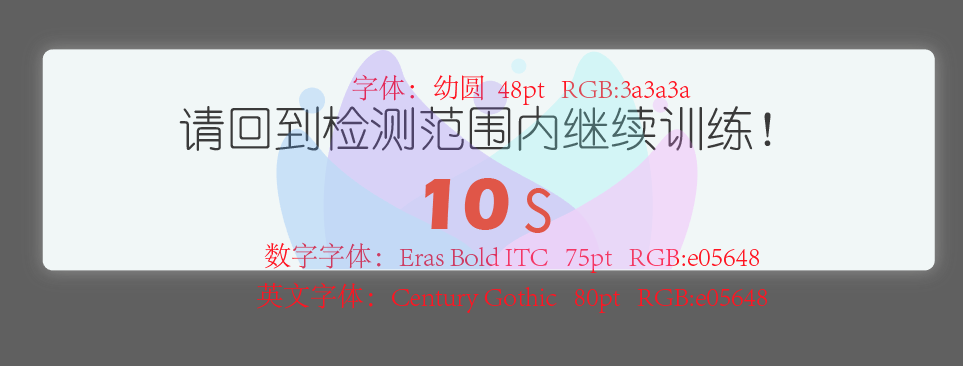 字体：幼圆 48pt RGB:3a3a3a
请回到检测范围内继续训练！
10 S
数字字体：Eras Bold ITC 75pt RGB:e05648
英文字体：Century Gothic 80pt RGB:e05648